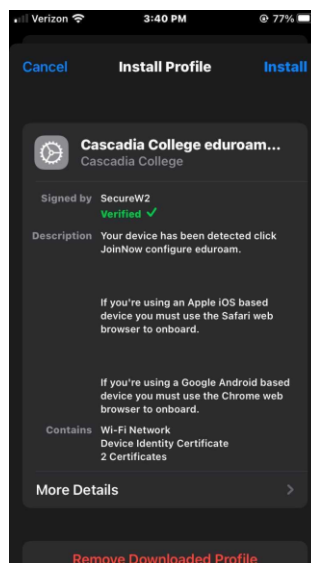 Verizon 3:40 PM 77%
Cancel Install Profile Install
Cascadia College eduroam...
Cascadia College
Signed by SecureW2
Verified ✓
Description Your device has been detected click
JoinNow configure eduroam.
If you're using an Apple iOS based
device you must use the Safari web
browser to onboard.
If you're using a Google Android based
device you must use the Chrome web
browser to onboard.
Contains Wi-Fi Network
Device Identity Certificate
2 Certificates
More Details
Remove Downloaded Profile